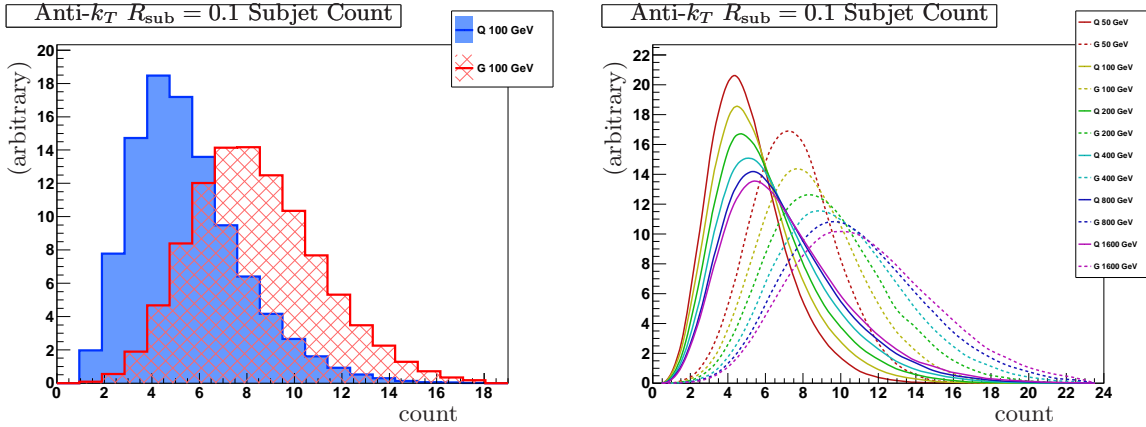 Anti-k_T R_sub = 0.1 Subjet Count
Q 100 GeV
G 100 GeV
(arbitrary)
20
18
16
14
12
10
8
6
4
2
0
0 2 4 6 8 10 12 14 16 18
count
Anti-k_T R_sub = 0.1 Subjet Count
Q 50 GeV
G 50 GeV
Q 100 GeV
G 100 GeV
Q 200 GeV
G 200 GeV
Q 400 GeV
G 400 GeV
Q 800 GeV
G 800 GeV
Q 1600 GeV
G 1600 GeV
(arbitrary)
22
20
18
16
14
12
10
8
6
4
2
0
0 2 4 6 8 10 12 14 16 18 20 22 24
count